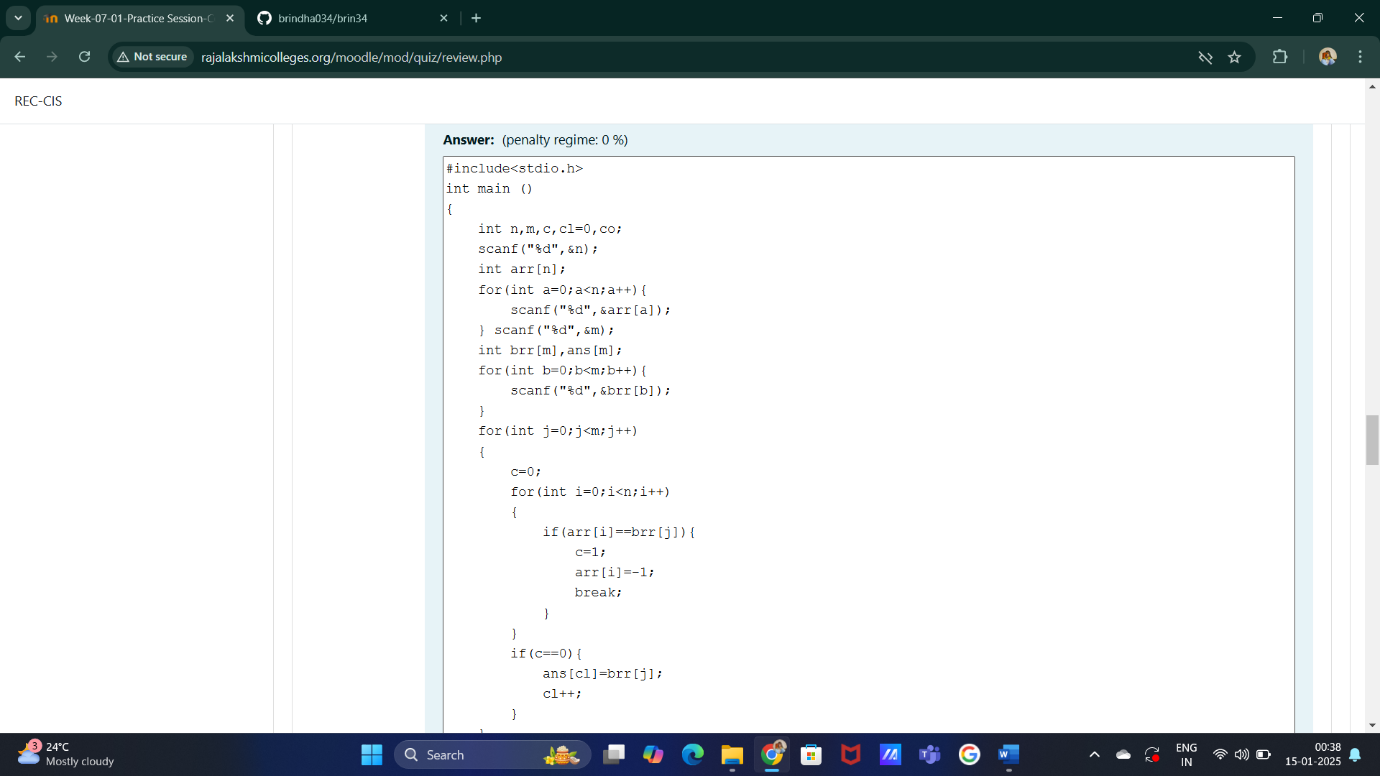 Week-07-01-Practice Session-C
brindha034/brin34
Not secure
rajalakshmicolleges.org/moodle/mod/quiz/review.php
REC-CIS
Answer: (penalty regime: 0 %)
#include<stdio.h>
int main ()
{
    int n,m,c,cl=0,co;
    scanf("%d",&n);
    int arr[n];
    for(int a=0;a<n;a++){
        scanf("%d",&arr[a]);
    } scanf("%d",&m);
    int brr[m],ans[m];
    for(int b=0;b<m;b++){
        scanf("%d",&brr[b]);
    }
    for(int j=0;j<m;j++)
    {
        c=0;
        for(int i=0;i<n;i++)
        {
            if(arr[i]==brr[j]){
                c=1;
                arr[i]=-1;
                break;
            }
        }
        if(c==0){
            ans[cl]=brr[j];
            cl++;
        }
3
24°C
Mostly cloudy
Search
ENG
IN
00:38
15-01-2025